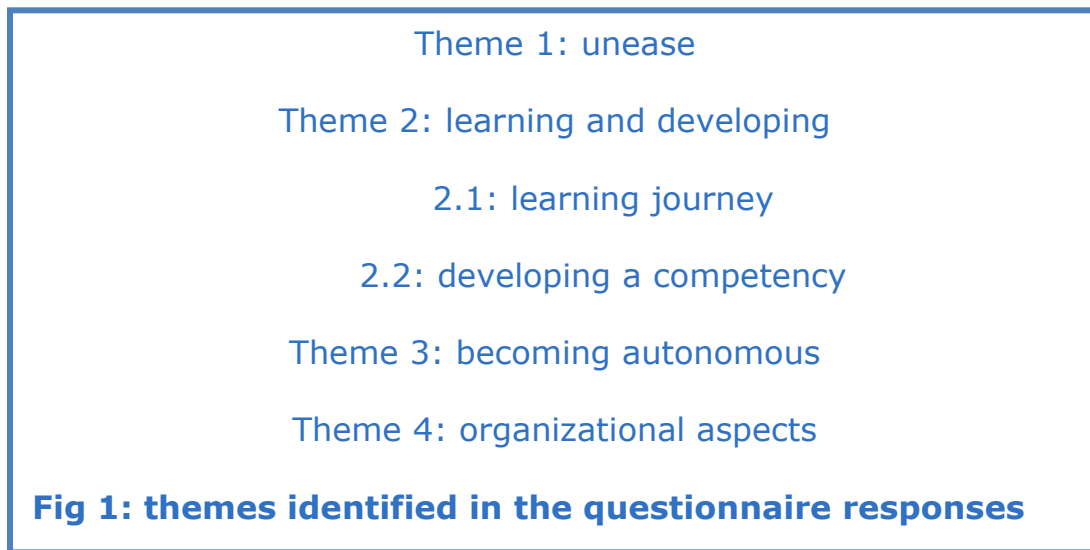 Theme 1: unease
Theme 2: learning and developing
2.1: learning journey
2.2: developing a competency
Theme 3: becoming autonomous
Theme 4: organizational aspects
Fig 1: themes identified in the questionnaire responses